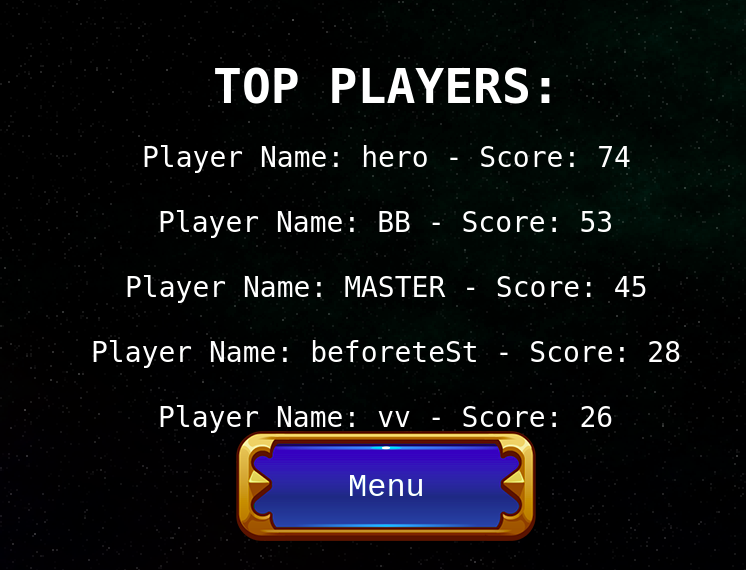 TOP PLAYERS:
Player Name: hero - Score: 74
Player Name: BB - Score: 53
Player Name: MASTER - Score: 45
Player Name: beforeteSt - Score: 28
Player Name: vv - Score: 26
Menu